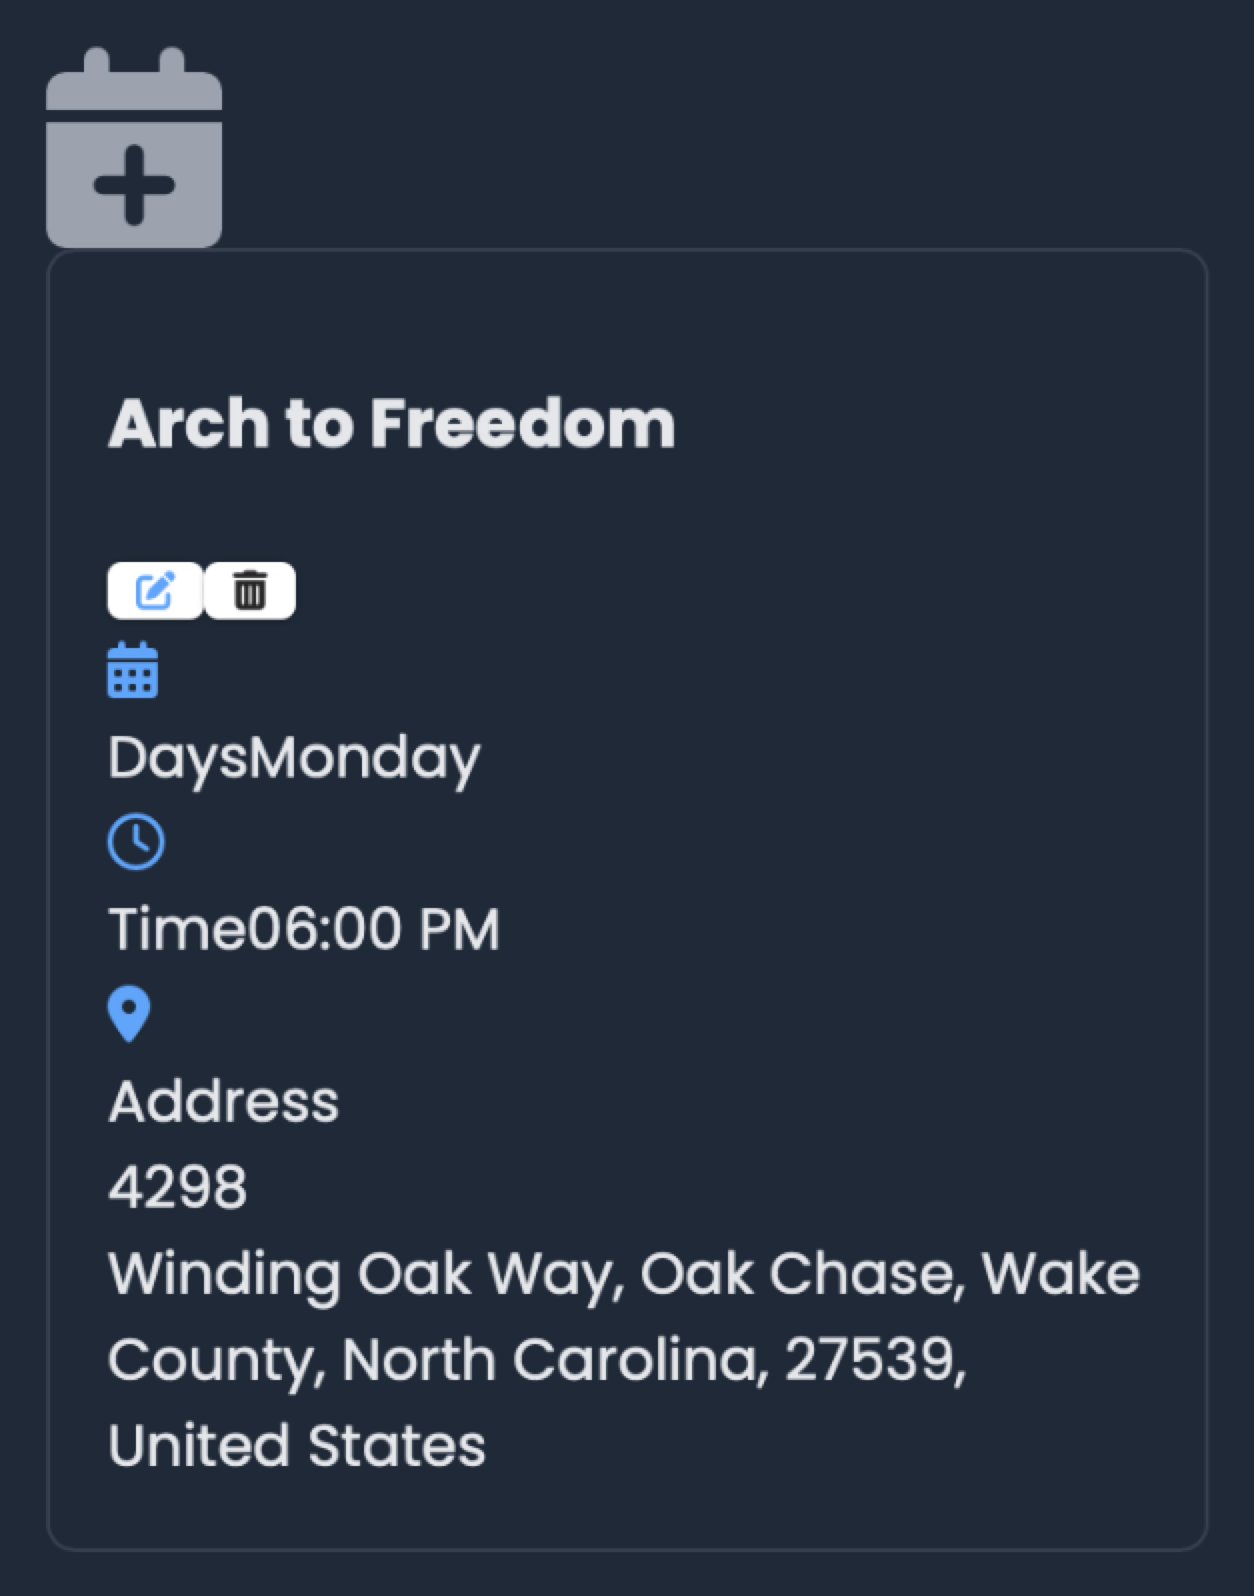 Arch to Freedom
DaysMonday
Time06:00 PM
Address
4298
Winding Oak Way, Oak Chase, Wake
County, North Carolina, 27539,
United States